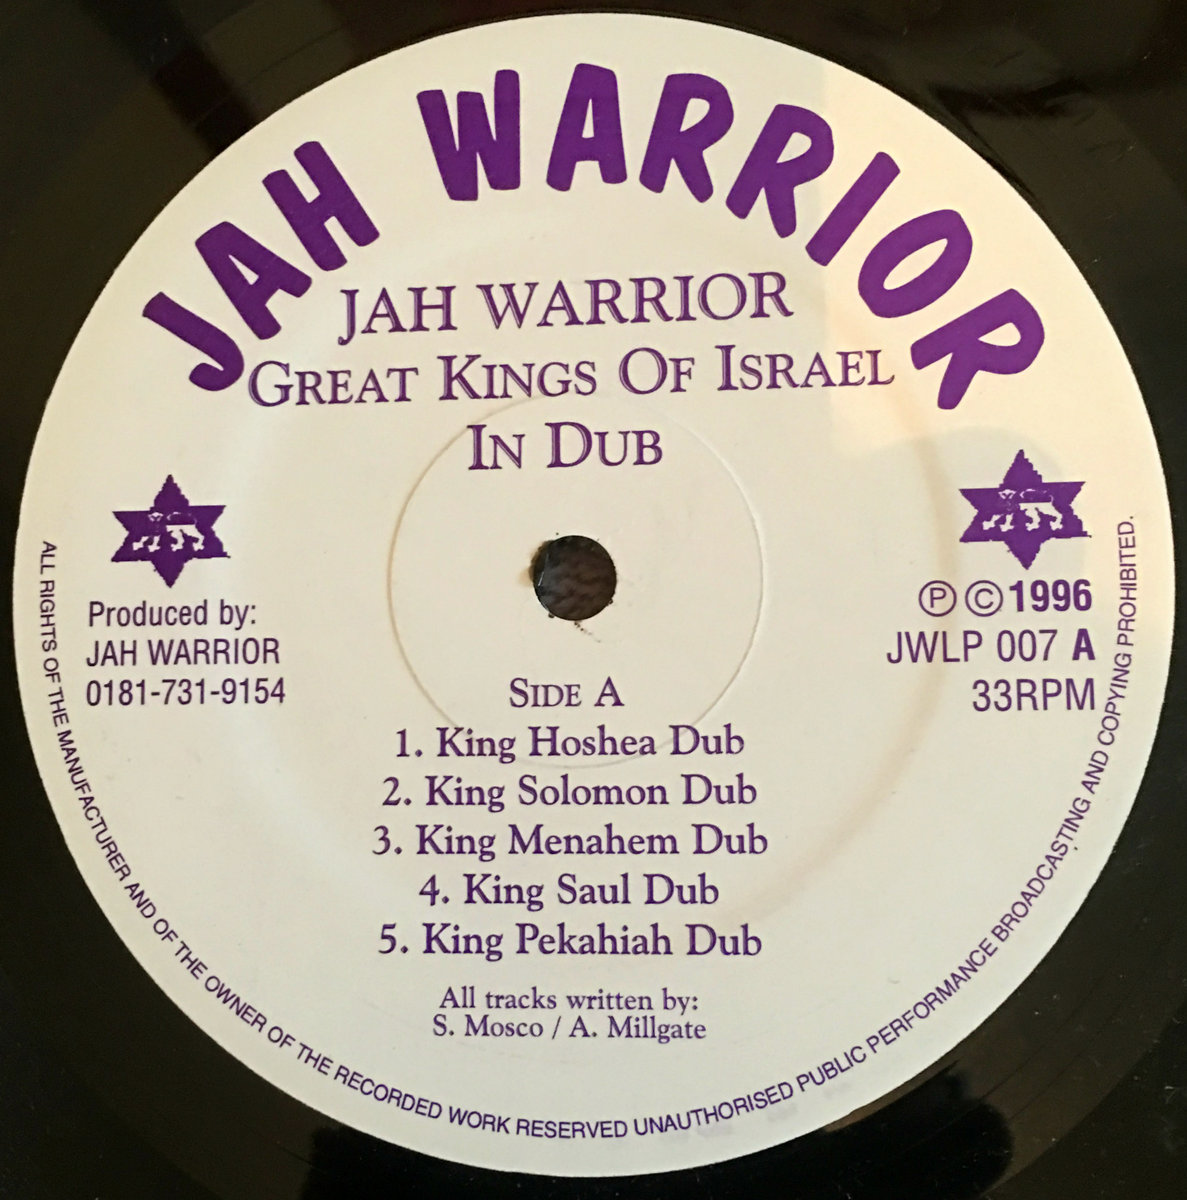 JAH WARRIOR
JAH WARRIOR
GREAT KINGS OF ISRAEL
IN DUB
Produced by:
JAH WARRIOR
0181-731-9154
℗ © 1996
JWLP 007 A
33RPM
SIDE A
1. King Hoshea Dub
2. King Solomon Dub
3. King Menahem Dub
4. King Saul Dub
5. King Pekahiah Dub
All tracks written by:
S. Mosco / A. Millgate
ALL RIGHTS OF THE MANUFACTURER AND OF THE OWNER OF THE RECORDED WORK RESERVED UNAUTHORISED PUBLIC PERFORMANCE BROADCASTING AND COPYING PROHIBITED.